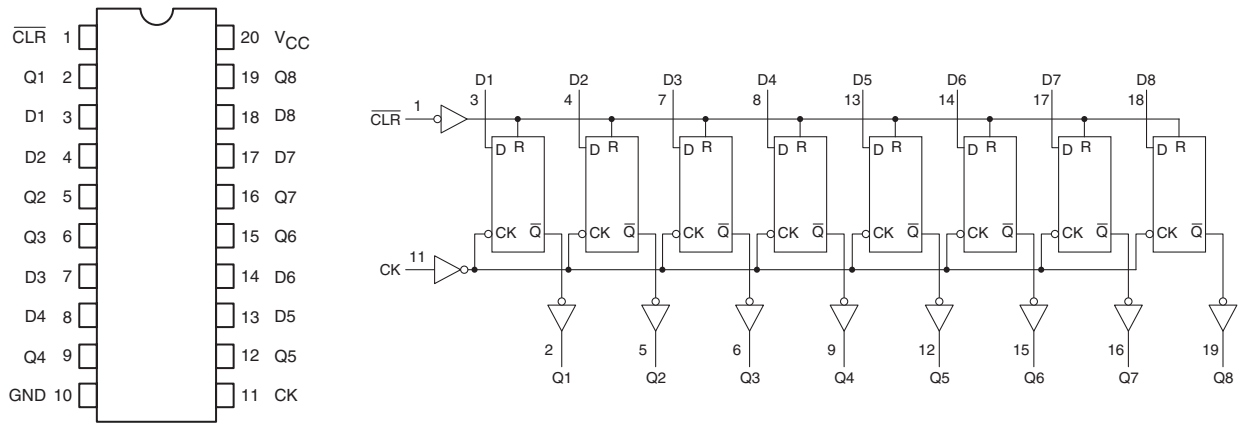 C̅L̅R̅ 1 20 VCC
Q1 2 19 Q8
D1 3 18 D8
D2 4 17 D7
Q2 5 16 Q7
Q3 6 15 Q6
D3 7 14 D6
D4 8 13 D5
Q4 9 12 Q5
GND 10 11 CK
D1 D2 D3 D4 D5 D6 D7 D8
3 4 7 8 13 14 17 18
C̅L̅R̅ 1
D R D R D R D R D R D R D R D R
CK Q̅ CK Q̅ CK Q̅ CK Q̅ CK Q̅ CK Q̅ CK Q̅ CK Q̅
CK 11
2 5 6 9 12 15 16 19
Q1 Q2 Q3 Q4 Q5 Q6 Q7 Q8